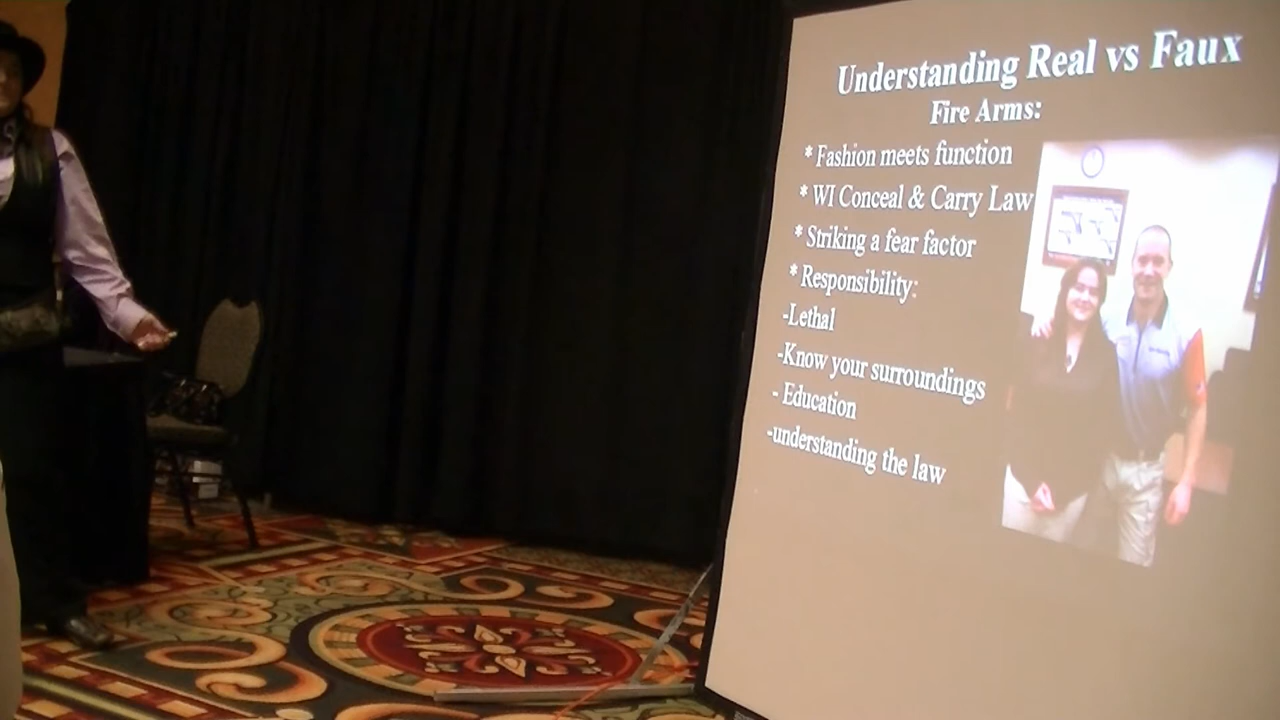 Understanding Real vs Faux
Fire Arms:
* Fashion meets function
* WI Conceal & Carry Law
* Striking a fear factor
* Responsibility:
-Lethal
-Know your surroundings
- Education
-understanding the law